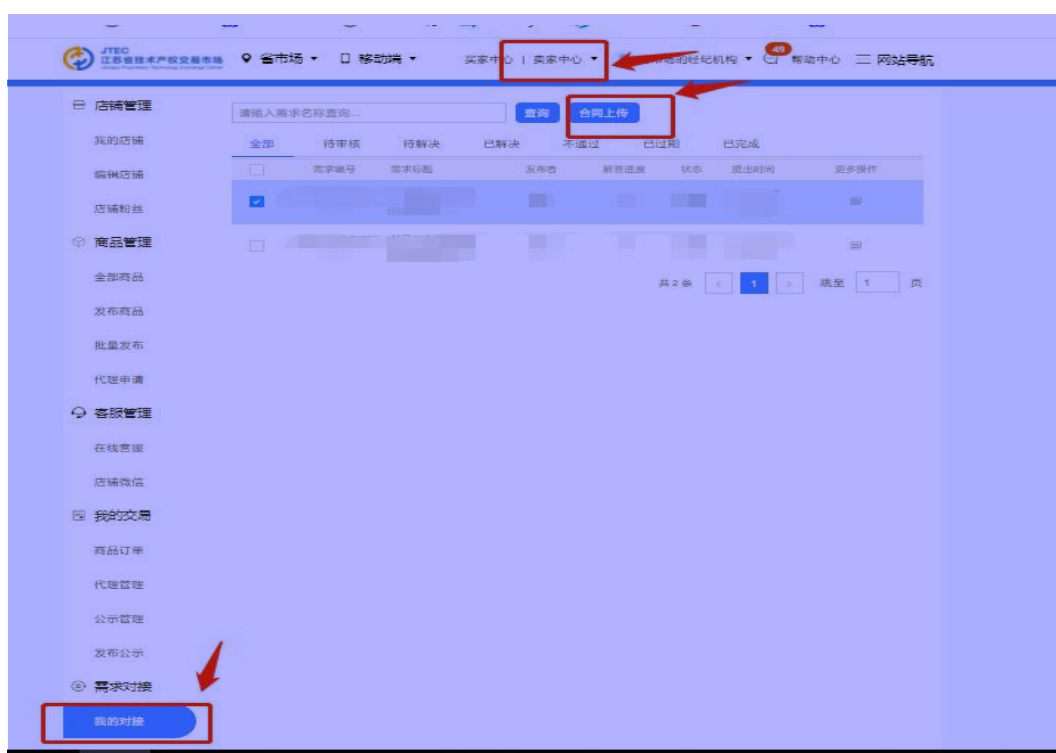 JTEC
江苏省技术产权交易市场
省市场
移动端
买家中心 | 卖家中心
49
帮助中心
网站导航
店铺管理
我的店铺
编辑店铺
店铺粉丝
商品管理
全部商品
发布商品
批量发布
代理申请
客服管理
在线客服
店铺微信
我的交易
商品订单
代理管理
公示管理
发布公示
需求对接
我的对接
请输入需求名称查询...
查询
合同上传
全部 待审核 待解决 已解决 不通过 已过期 已完成
需求编号 需求标题 发布者 解答进度 状态 提出时间 更多操作
共 2 条 < 1 > 跳至 1 页